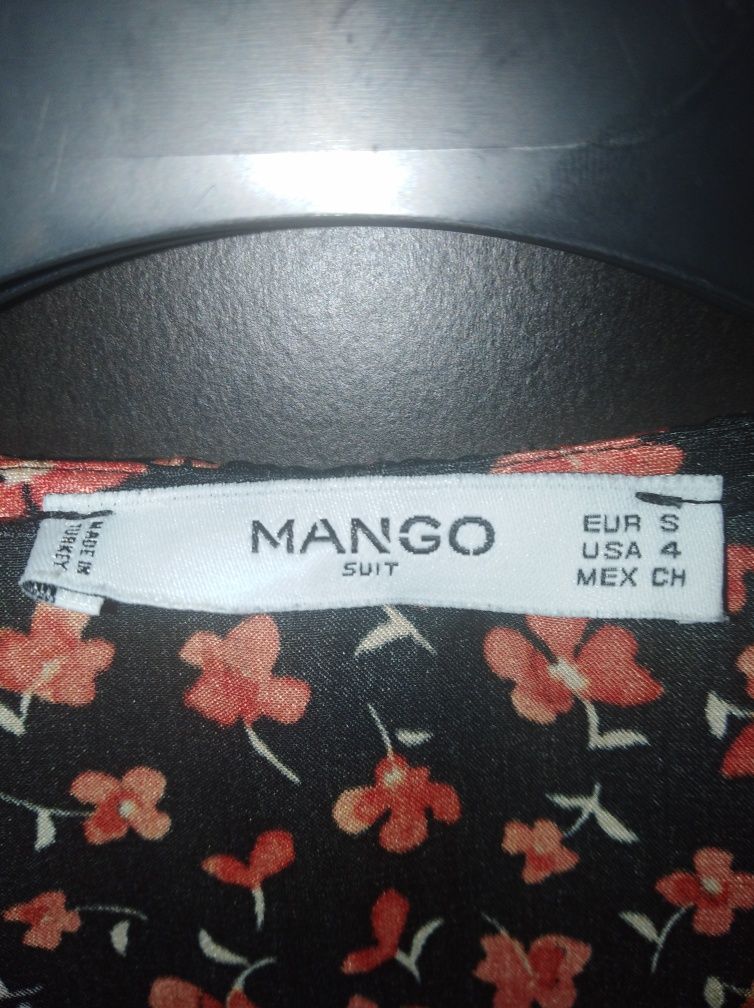 MANGO
SUIT
EUR S
USA 4
MEX CH
MADE IN
TURKEY